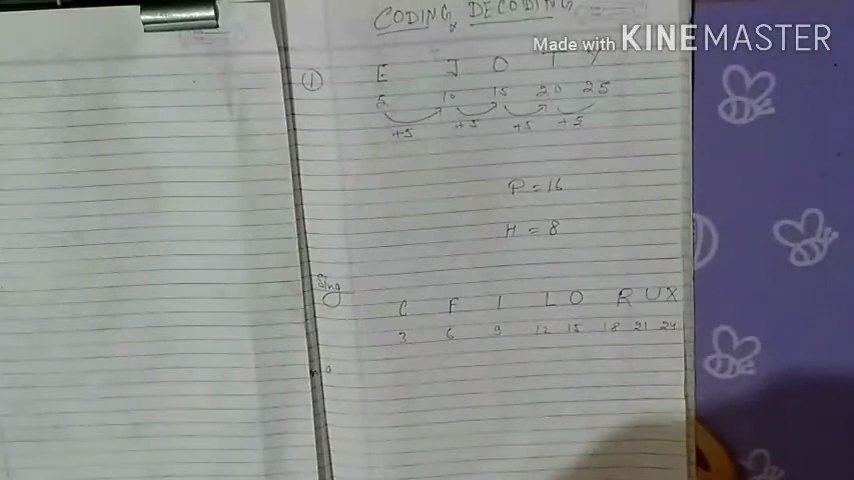 CODING, DECODING
Made with KINEMASTER
① E J O T Y
5 10 15 20 25
+5 +5 +5 +5
P = 16
H = 8
Sing
C F I L O R U X
3 6 9 12 15 18 21 24